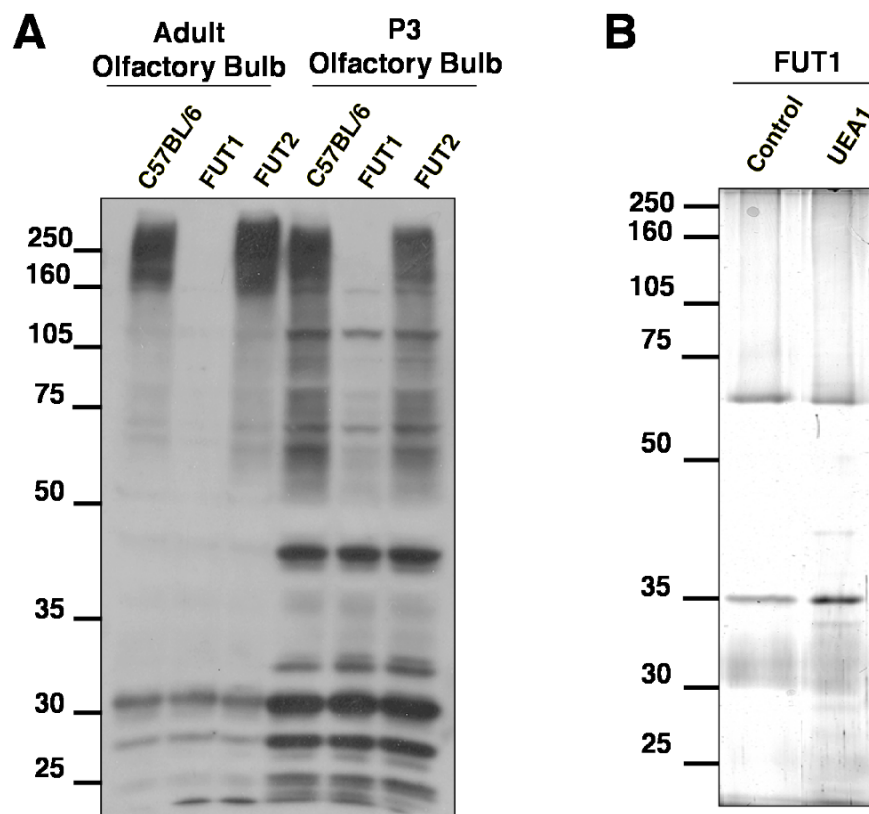 A
Adult
Olfactory Bulb
P3
Olfactory Bulb
C57BL/6
FUT1
FUT2
C57BL/6
FUT1
FUT2
250
160
105
75
50
35
30
25
B
FUT1
Control
UEA1
250
160
105
75
50
35
30
25